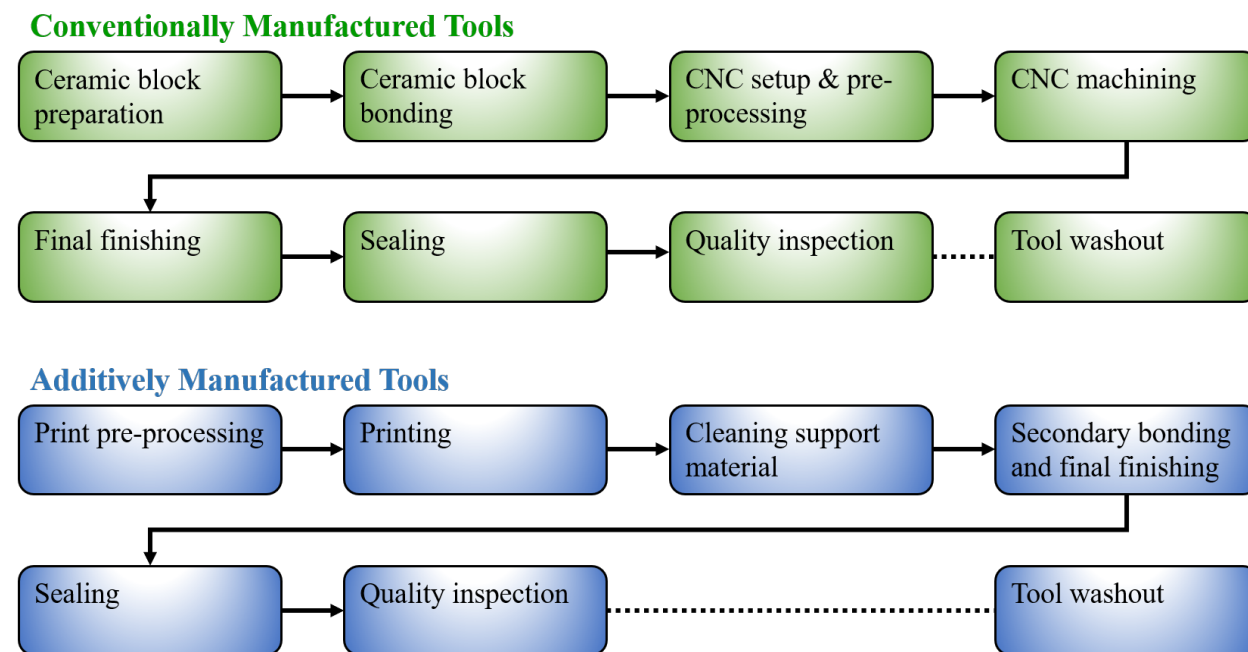 Conventionally Manufactured Tools
Ceramic block
preparation
Ceramic block
bonding
CNC setup & pre-
processing
CNC machining
Final finishing
Sealing
Quality inspection
Tool washout
Additively Manufactured Tools
Print pre-processing
Printing
Cleaning support
material
Secondary bonding
and final finishing
Sealing
Quality inspection
Tool washout